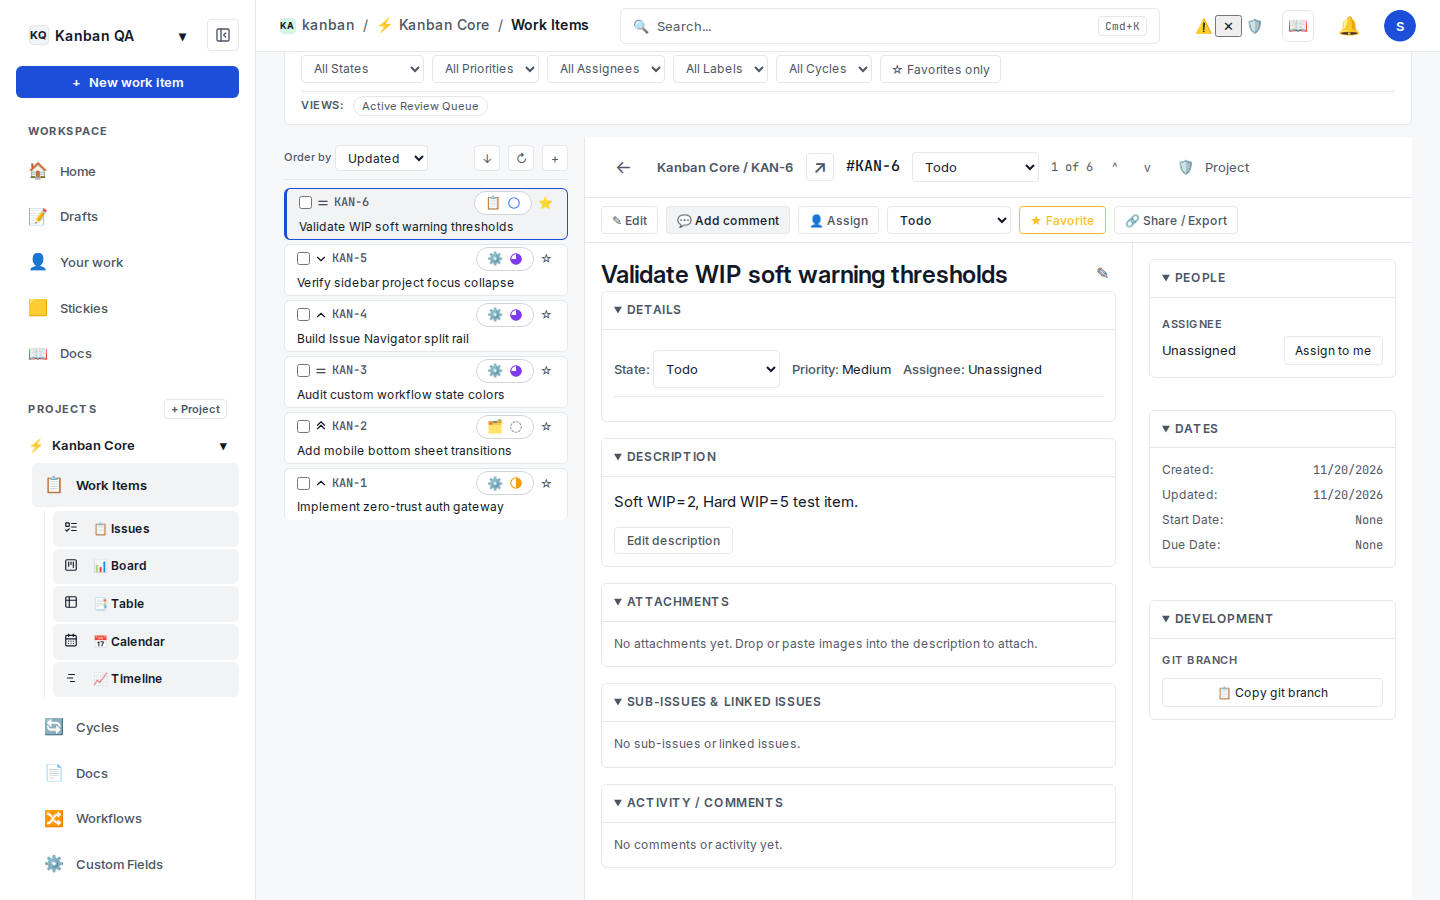 KQ Kanban QA ▾
+ New work item
WORKSPACE
Home
Drafts
Your work
Stickies
Docs
PROJECTS + Project
Kanban Core ▾
Work Items
Issues
Board
Table
Calendar
Timeline
Cycles
Docs
Workflows
Custom Fields
KA kanban / Kanban Core / Work Items
Search... Cmd+K
✕
S
All States All Priorities All Assignees All Labels All Cycles ☆ Favorites only
VIEWS: Active Review Queue
Order by Updated ↓ ↻ +
KAN-6
Validate WIP soft warning thresholds
KAN-5
Verify sidebar project focus collapse
KAN-4
Build Issue Navigator split rail
KAN-3
Audit custom workflow state colors
KAN-2
Add mobile bottom sheet transitions
KAN-1
Implement zero-trust auth gateway
← Kanban Core / KAN-6 #KAN-6 Todo 1 of 6 ^ v Project
Edit Add comment Assign Todo ★ Favorite Share / Export
Validate WIP soft warning thresholds
▾ DETAILS
State: Todo Priority: Medium Assignee: Unassigned
▾ DESCRIPTION
Soft WIP=2, Hard WIP=5 test item.
Edit description
▾ ATTACHMENTS
No attachments yet. Drop or paste images into the description to attach.
▾ SUB-ISSUES & LINKED ISSUES
No sub-issues or linked issues.
▾ ACTIVITY / COMMENTS
No comments or activity yet.
▾ PEOPLE
ASSIGNEE
Unassigned Assign to me
▾ DATES
Created: 11/20/2026
Updated: 11/20/2026
Start Date: None
Due Date: None
▾ DEVELOPMENT
GIT BRANCH
Copy git branch